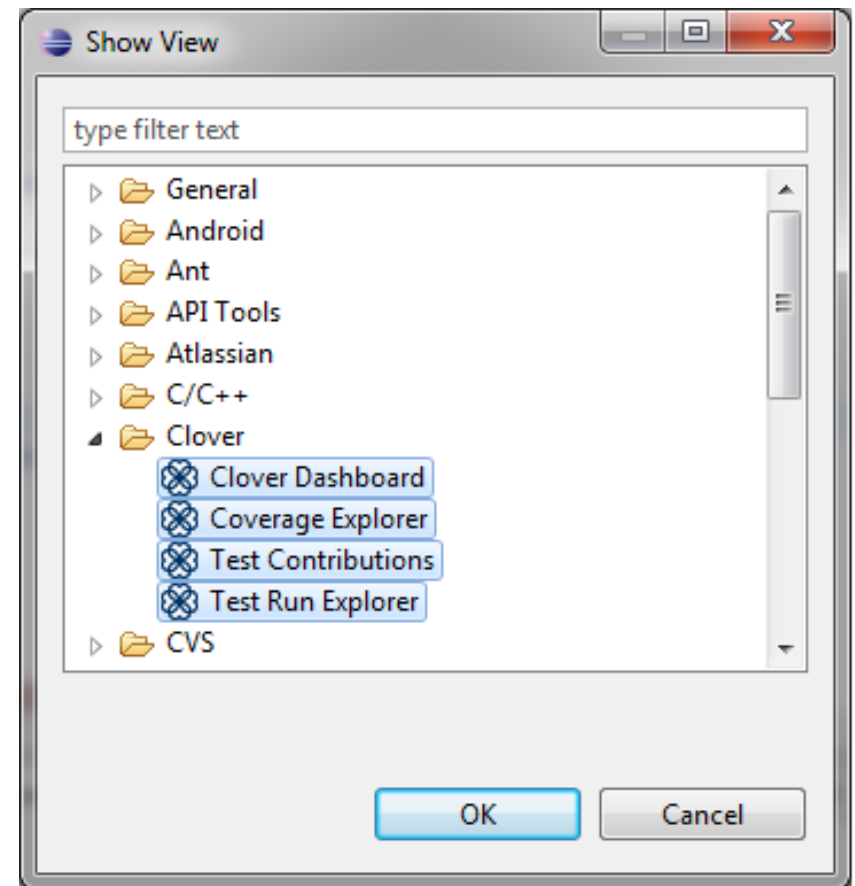 Show View
type filter text
General
Android
Ant
API Tools
Atlassian
C/C++
Clover
Clover Dashboard
Coverage Explorer
Test Contributions
Test Run Explorer
CVS
OK Cancel